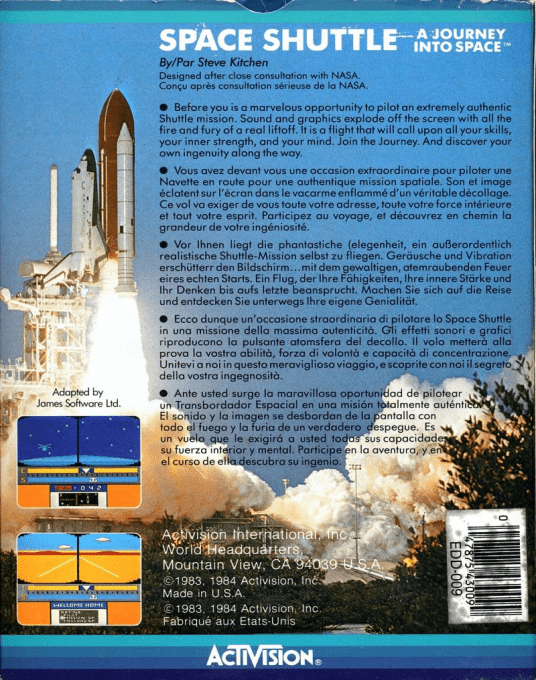 SPACE SHUTTLE—A JOURNEY
INTO SPACE™
By/Par Steve Kitchen
Designed after close consultation with NASA.
Conçu après consultation sérieuse de la NASA.
● Before you is a marvelous opportunity to pilot an extremely authentic
Shuttle mission. Sound and graphics explode off the screen with all the
fire and fury of a real liftoff. It is a flight that will call upon all your skills,
your inner strength, and your mind. Join the Journey. And discover your
own ingenuity along the way.
● Vous avez devant vous une occasion extraordinaire pour piloter une
Navette en route pour une authentique mission spatiale. Son et image
éclatent sur l'écran dans le vacarme enflammé d'un véritable décollage.
Ce vol va exiger de vous toute votre adresse, toute votre force intérieure
et tout votre esprit. Participez au voyage, et découvrez en chemin la
grandeur de votre ingéniosité.
● Vor Ihnen liegt die phantastiche (elegenheit, ein außerordentlich
realistische Shuttle-Mission selbst zu fliegen. Geräusche und Vibration
erschütterr den Bildschirm...mit dem gewaltigen, atemraubenden Feuer
eires echten Starts. Ein Flug, der Ihre Fähigkeiten, Ihre innere Stärke und
Ihr Denken bis aufs letzte beansprucht. Machen Sie sich auf die Reise
und entdecken Sie unterwegs Ihre eigene Genialität.
● Ecco dunque un'occasione straordinaria di pilotare lo Space Shuttle
in una missione della massima autenticità. Gli effetti sonori e grafici
riproducono la pulsante atomsfera del decollo. Il volo metterà alla
prova la vostra abilità, forza di volontà e capacità di concentrazione.
Unitevi a noi in questo meraviglioso viaggio, e scoprite con noi il segreto
della vostra ingegnosità.
● Ante usted surge la maravillosa oportunidad de pilotear
un Transbordador Espacial en una misión totalmente auténtica.
El sonido y la imagen se desbordan de la pantalla con
todo el fuego y la furia de un verdadero despegue. Es
un vuelo que le exigirá a usted todas sus capacidades
su fuerza interior y mental. Participe en la aventura, y en
el curso de ella descubra su ingenio.
Adapted by
James Software Ltd.
0 4 2
WELCOME HOME
Activision International, Inc.
World Headquarters,
Mountain View, CA 94039 U.S.A.
©1983, 1984 Activision, Inc.
Made in U.S.A.
©1983, 1984 Activision, Inc.
Fabriqué aux Etats-Unis
0
47875 43009
EDD-009
ACTIVISION®